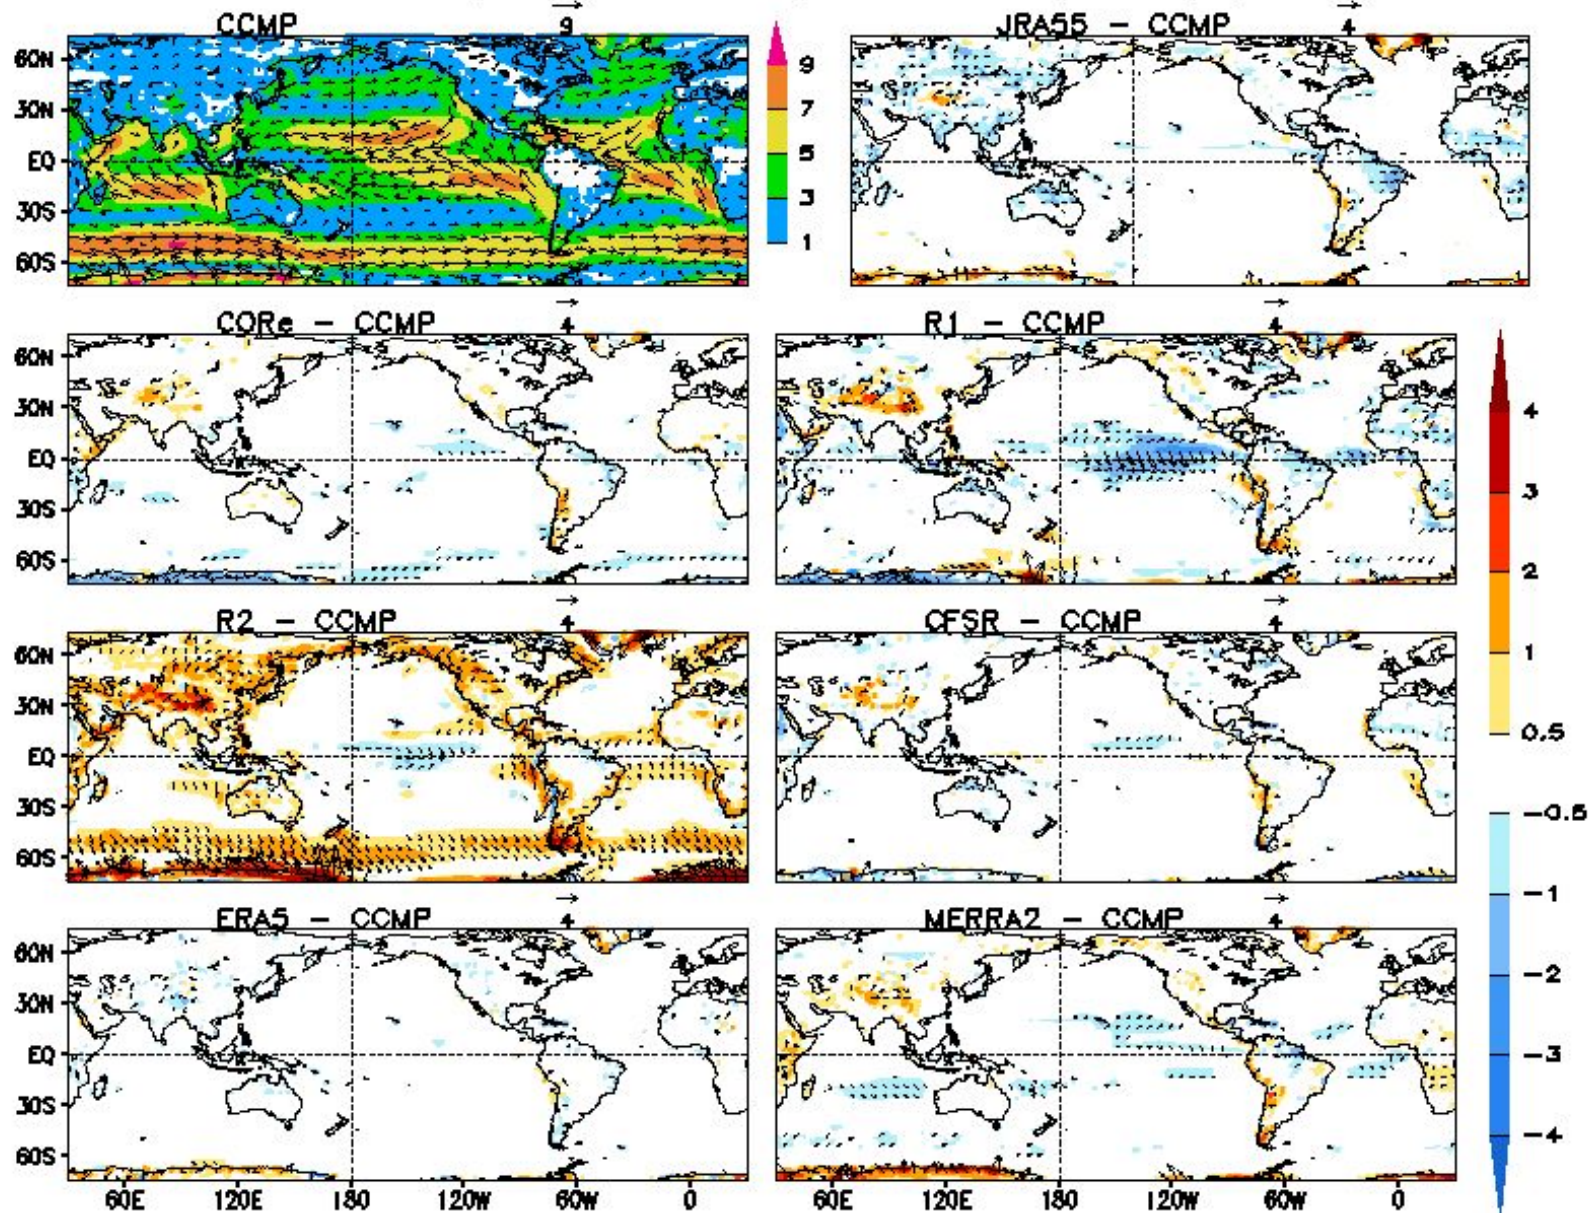 CCMP 9
JRA55 – CCMP 4
60N
30N
EQ
30S
60S
9
7
5
3
1
CORe – CCMP 4
R1 – CCMP 4
60N
30N
EQ
30S
60S
R2 – CCMP 4
CFSR – CCMP 4
60N
30N
EQ
30S
60S
ERA5 – CCMP 4
MERRA2 – CCMP 4
60N
30N
EQ
30S
60S
60E 120E 180 120W 60W 0
60E 120E 180 120W 60W 0
4
3
2
1
0.5
–0.5
–1
–2
–3
–4